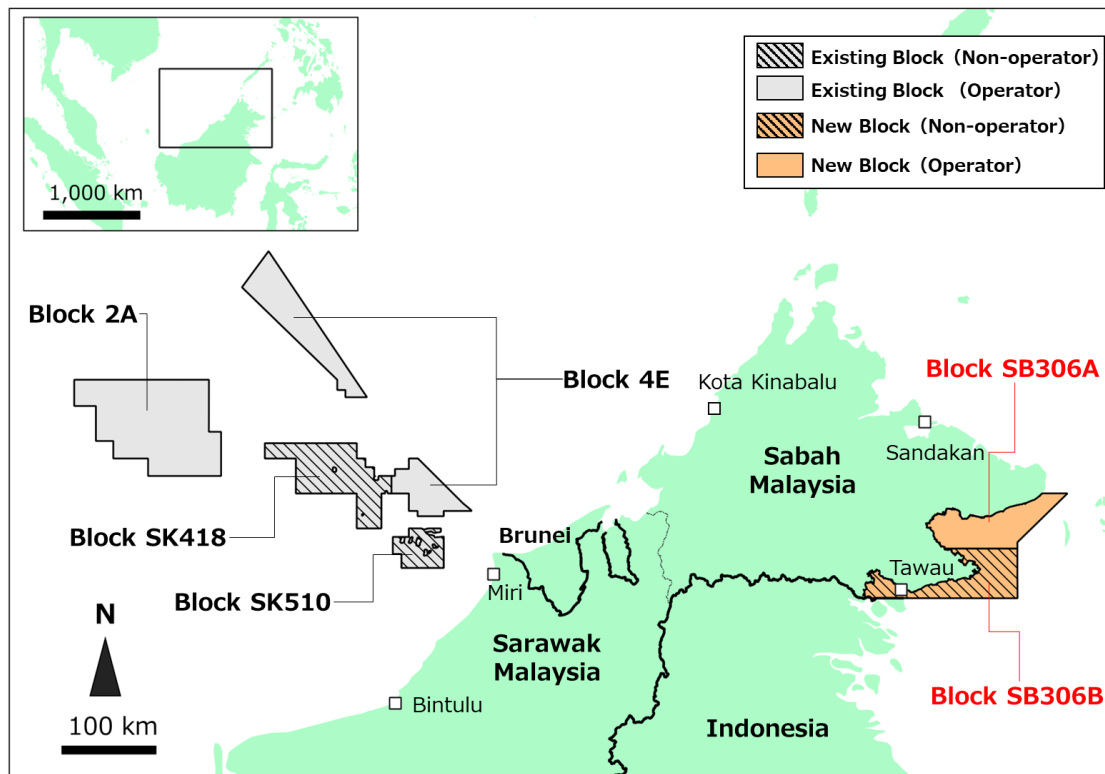 1,000 km
Existing Block (Non-operator)
Existing Block (Operator)
New Block (Non-operator)
New Block (Operator)
Block 2A
Block 4E
Kota Kinabalu
Block SB306A
Sandakan
Sabah
Malaysia
Block SK418
Brunei
Tawau
Miri
Block SK510
N
Sarawak
Malaysia
Block SB306B
Bintulu
100 km
Indonesia